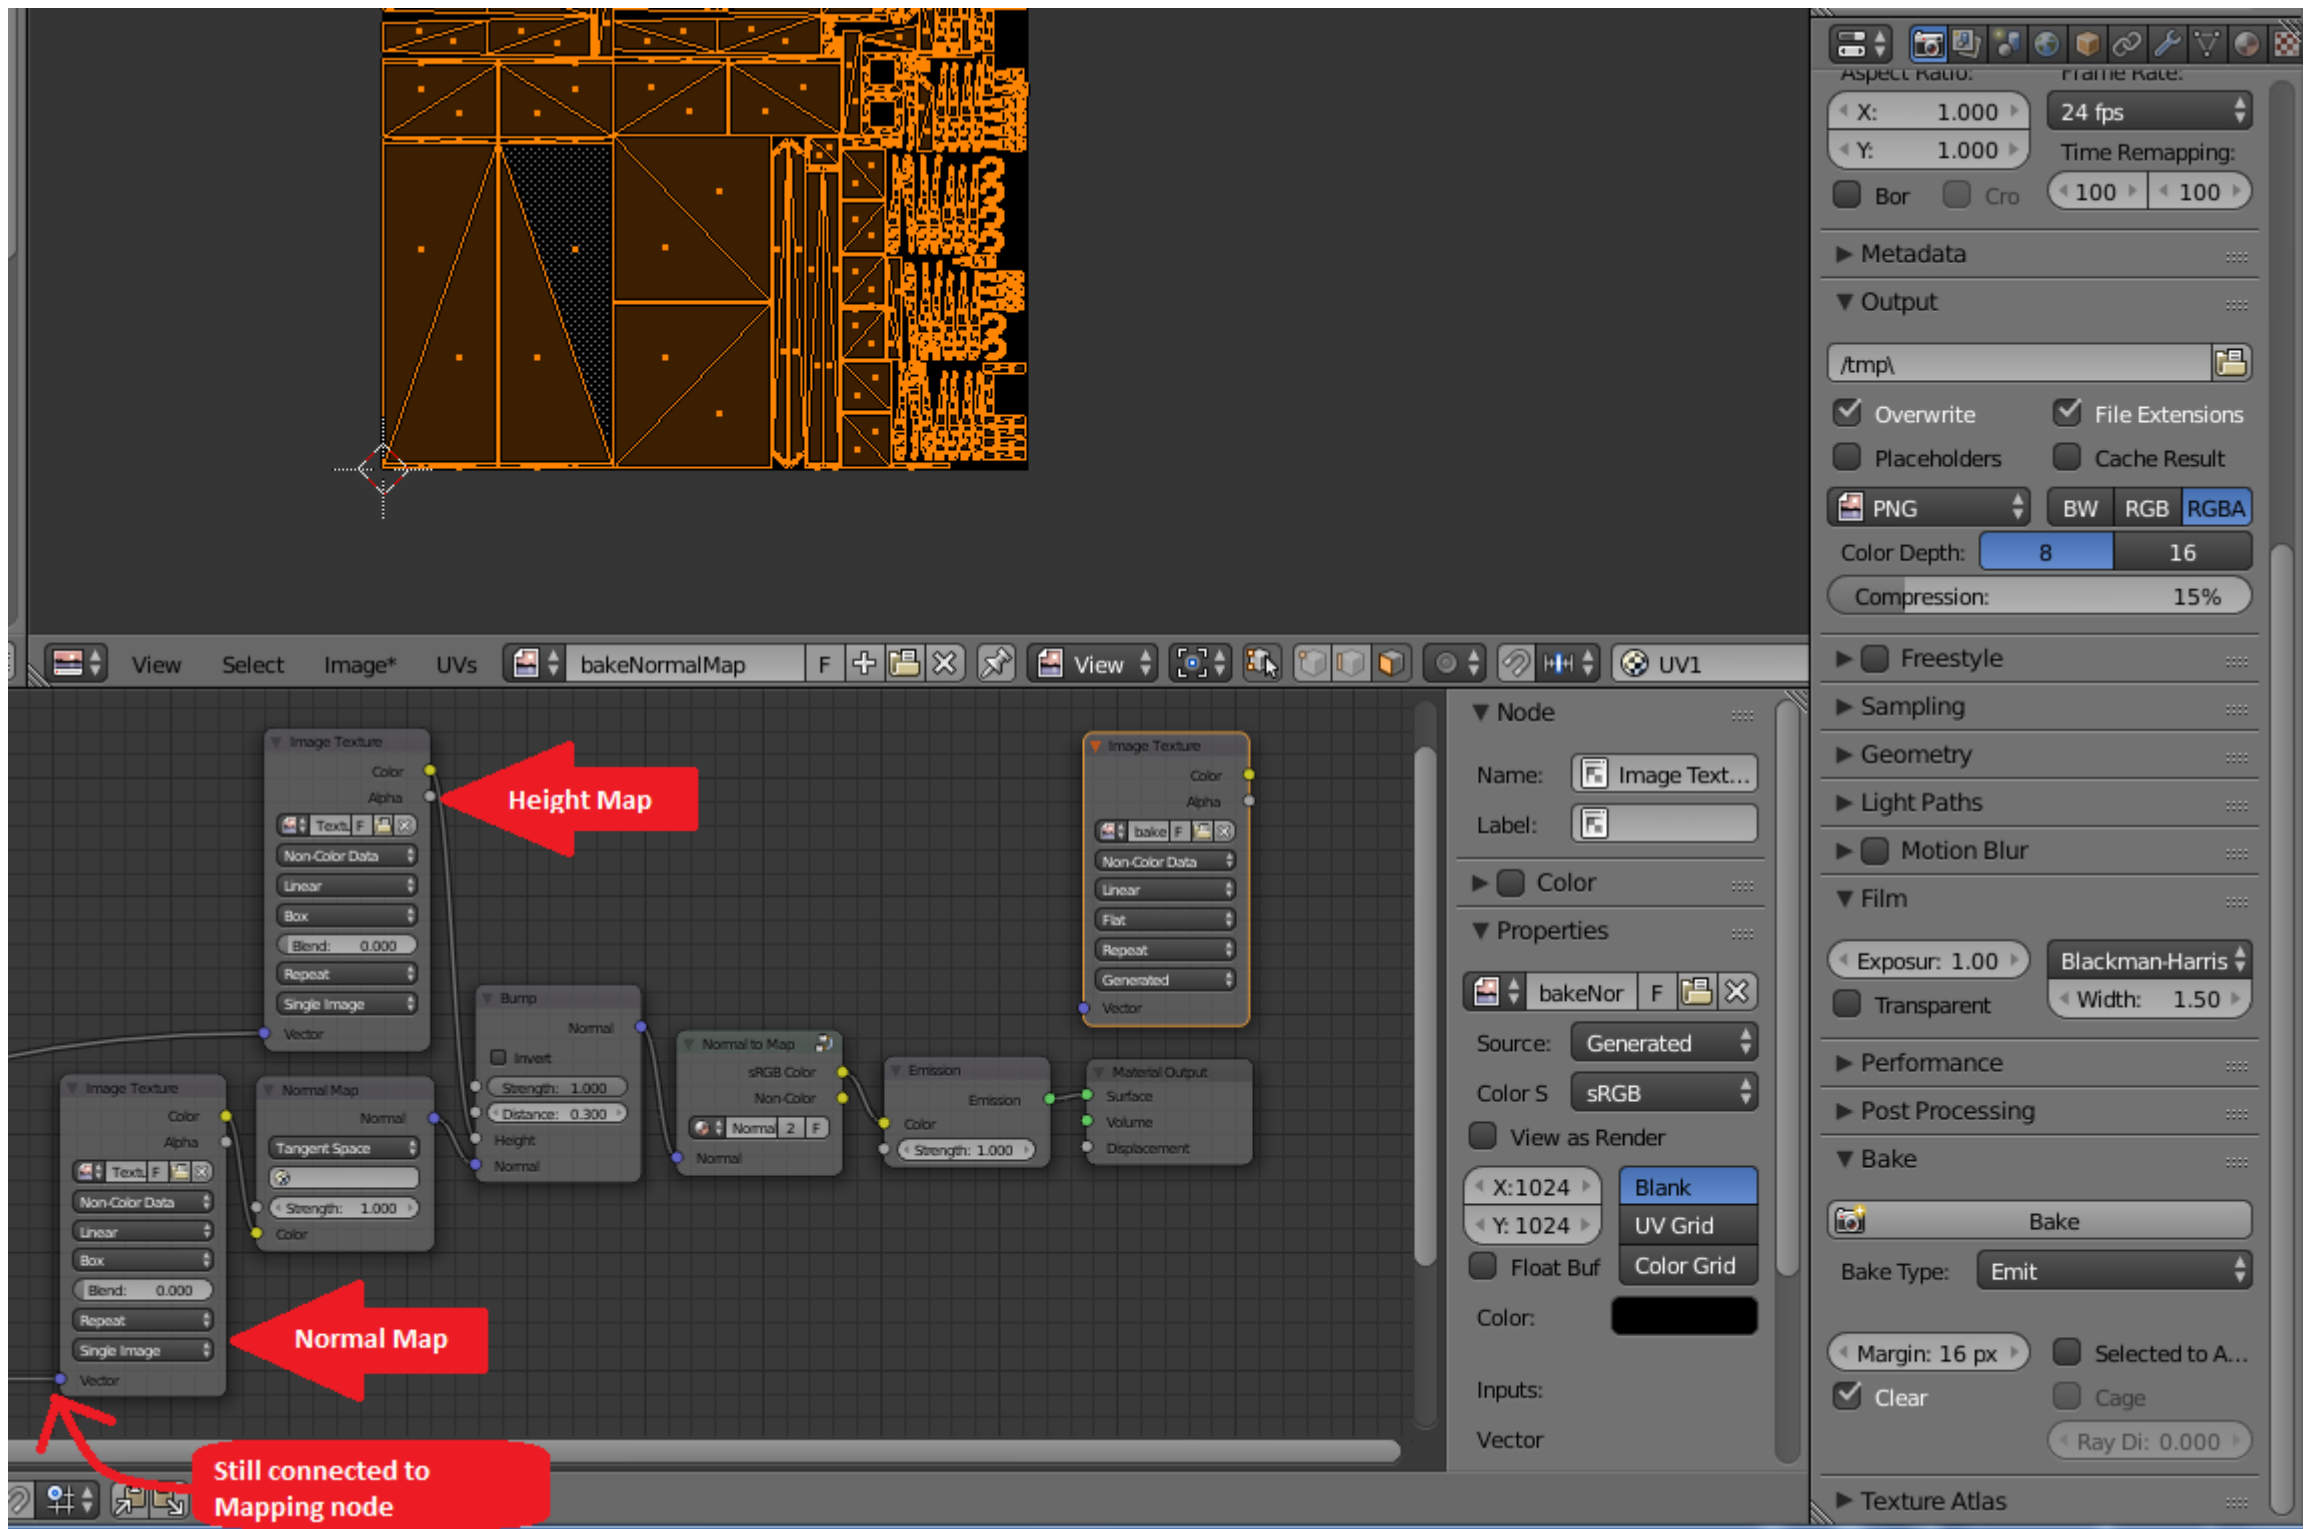 Aspect Ratio:
Frame Rate:
X: 1.000
24 fps
Y: 1.000
Time Remapping:
Bor
Cro
100
100
Metadata
Output
/tmp\
Overwrite
File Extensions
Placeholders
Cache Result
PNG
BW
RGB
RGBA
Color Depth:
8
16
Compression: 15%
Freestyle
Sampling
Geometry
Light Paths
Motion Blur
Film
Exposur: 1.00
Blackman-Harris
Transparent
Width: 1.50
Performance
Post Processing
Bake
Bake
Bake Type:
Emit
Margin: 16 px
Selected to A...
Clear
Cage
Ray Di: 0.000
Texture Atlas
View
Select
Image*
UVs
bakeNormalMap
F
View
UV1
Image Texture
Color
Alpha
Text
F
Non-Color Data
Linear
Box
Blend: 0.000
Repeat
Single Image
Vector
Height Map
Image Texture
Color
Alpha
Text
F
Non-Color Data
Linear
Box
Blend: 0.000
Repeat
Single Image
Vector
Normal Map
Still connected to
Mapping node
Normal Map
Normal
Tangent Space
Strength: 1.000
Color
Bump
Normal
Invert
Strength: 1.000
Distance: 0.300
Height
Normal
Normal to Map
sRGB Color
Non-Color
Norma
2
F
Normal
Emission
Emission
Color
Strength: 1.000
Image Texture
Color
Alpha
bake
F
Non-Color Data
Linear
Flat
Repeat
Generated
Vector
Material Output
Surface
Volume
Displacement
Node
Name:
Image Text...
Label:
Color
Properties
bakeNor
F
Source:
Generated
Color S
sRGB
View as Render
X:1024
Blank
Y: 1024
UV Grid
Float Buf
Color Grid
Color:
Inputs:
Vector